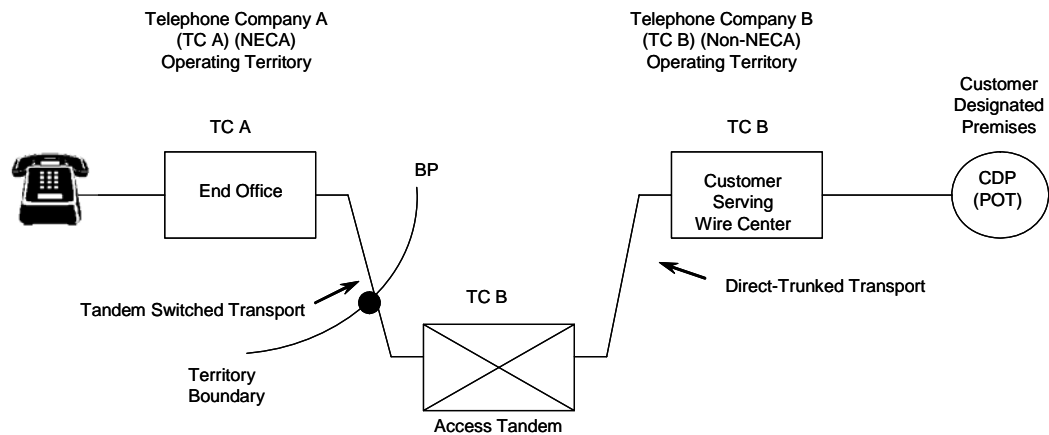 Telephone Company A
(TC A) (NECA)
Operating Territory
Telephone Company B
(TC B) (Non-NECA)
Operating Territory
Customer
Designated
Premises
TC A
TC B
End Office
BP
Customer
Serving
Wire Center
CDP
(POT)
Tandem Switched Transport
TC B
Direct-Trunked Transport
Territory
Boundary
Access Tandem